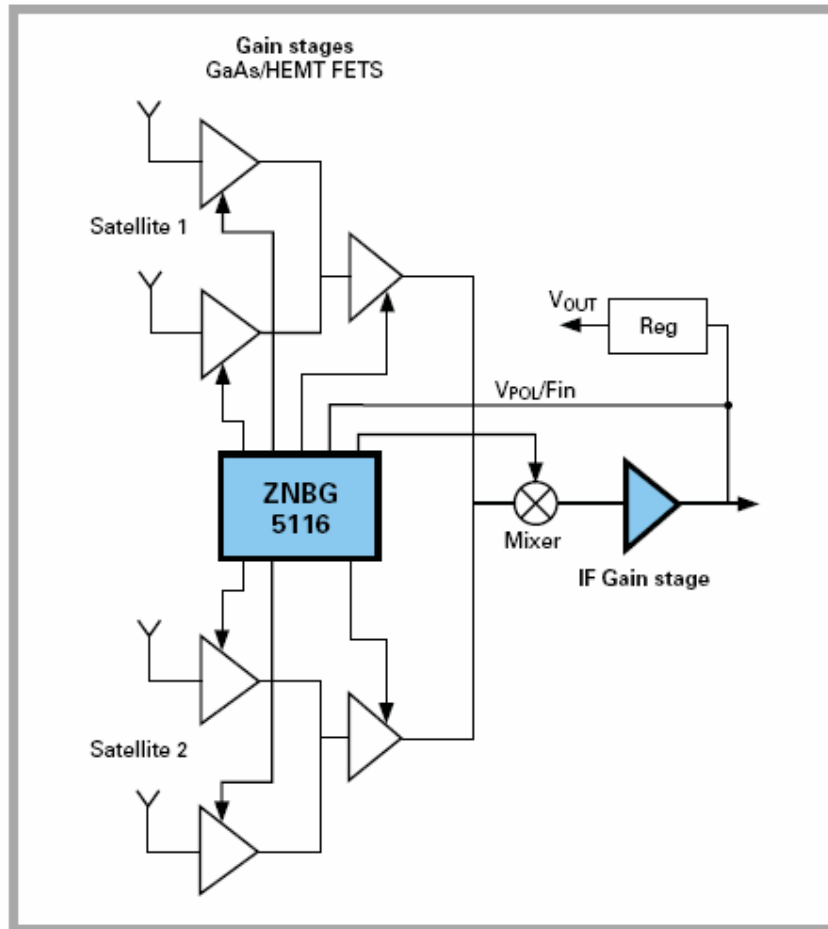 Gain stages
GaAs/HEMT FETS
Satellite 1
VOUT
Reg
VPOL/Fin
ZNBG
5116
Mixer
IF Gain stage
Satellite 2